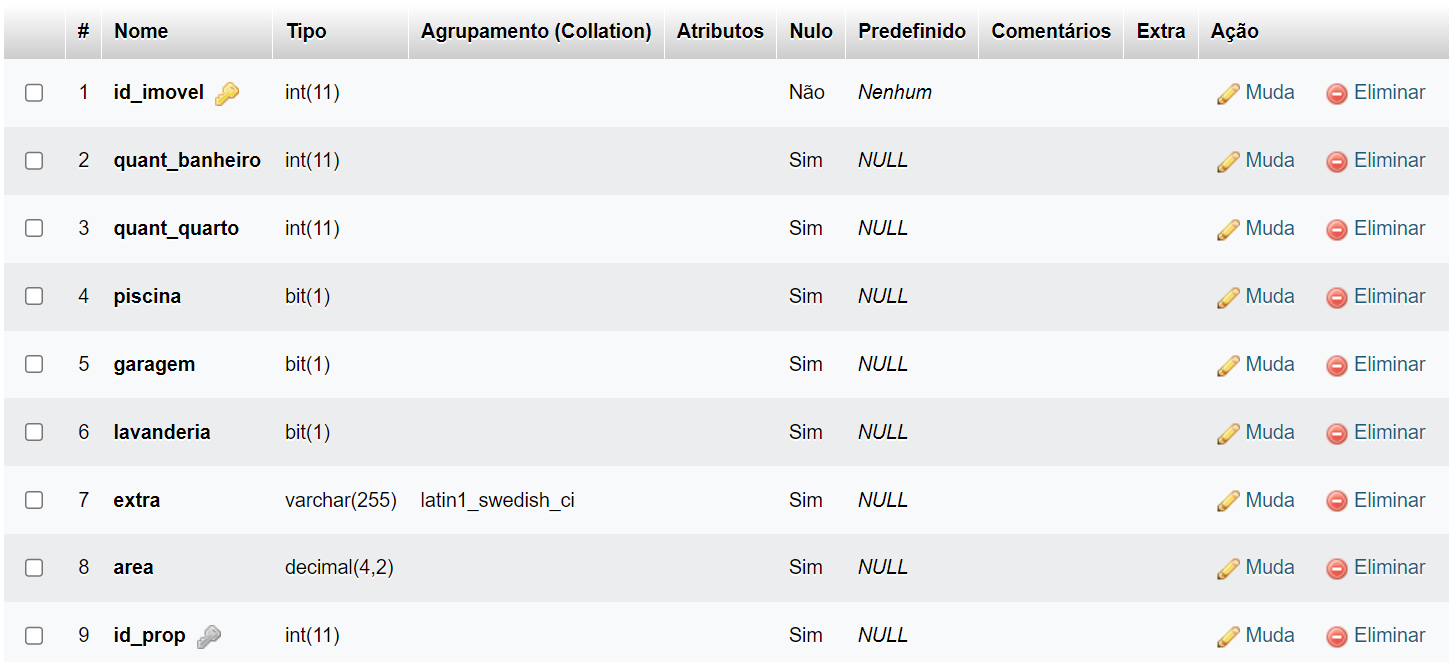 # Nome Tipo Agrupamento (Collation) Atributos Nulo Predefinido Comentários Extra Ação
1 id_imovel int(11) Não Nenhum Muda Eliminar
2 quant_banheiro int(11) Sim NULL Muda Eliminar
3 quant_quarto int(11) Sim NULL Muda Eliminar
4 piscina bit(1) Sim NULL Muda Eliminar
5 garagem bit(1) Sim NULL Muda Eliminar
6 lavanderia bit(1) Sim NULL Muda Eliminar
7 extra varchar(255) latin1_swedish_ci Sim NULL Muda Eliminar
8 area decimal(4,2) Sim NULL Muda Eliminar
9 id_prop int(11) Sim NULL Muda Eliminar